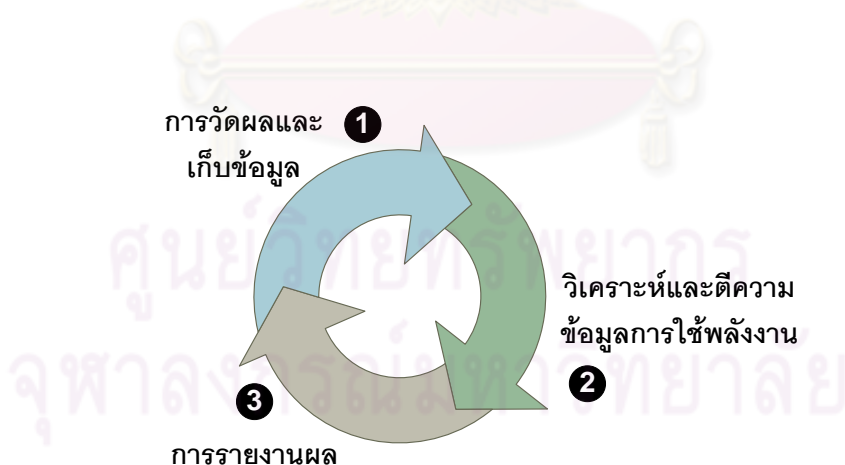 การวัดผลและ 1
เก็บข้อมูล
วิเคราะห์และตีความ
ข้อมูลการใช้พลังงาน
2
3
การรายงานผล
ศูนย์วิทยทรัพยากร
จุฬาลงกรณ์มหาวิทยาลัย